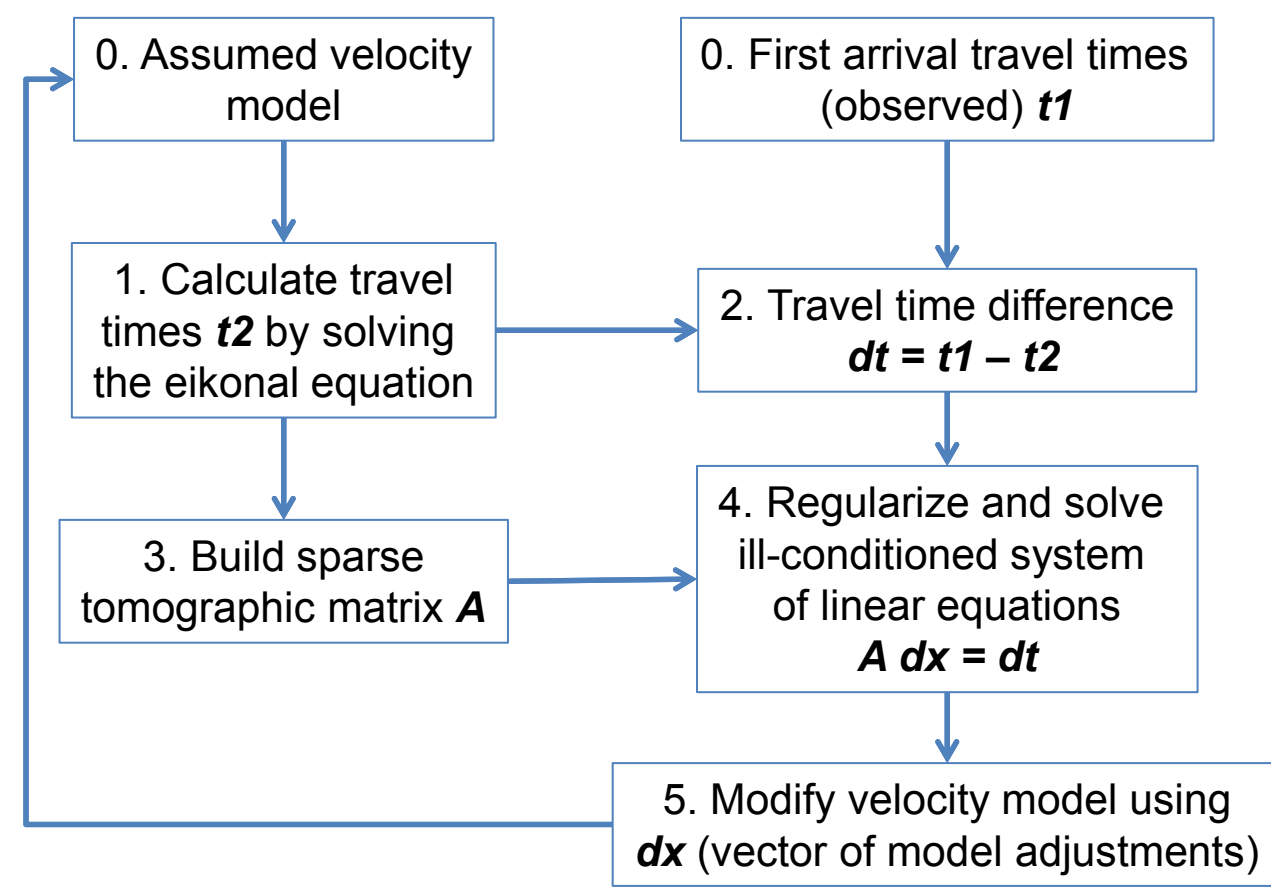 0. Assumed velocity
model
0. First arrival travel times
(observed) t1
1. Calculate travel
times t2 by solving
the eikonal equation
2. Travel time difference
dt = t1 – t2
3. Build sparse
tomographic matrix A
4. Regularize and solve
ill-conditioned system
of linear equations
A dx = dt
5. Modify velocity model using
dx (vector of model adjustments)